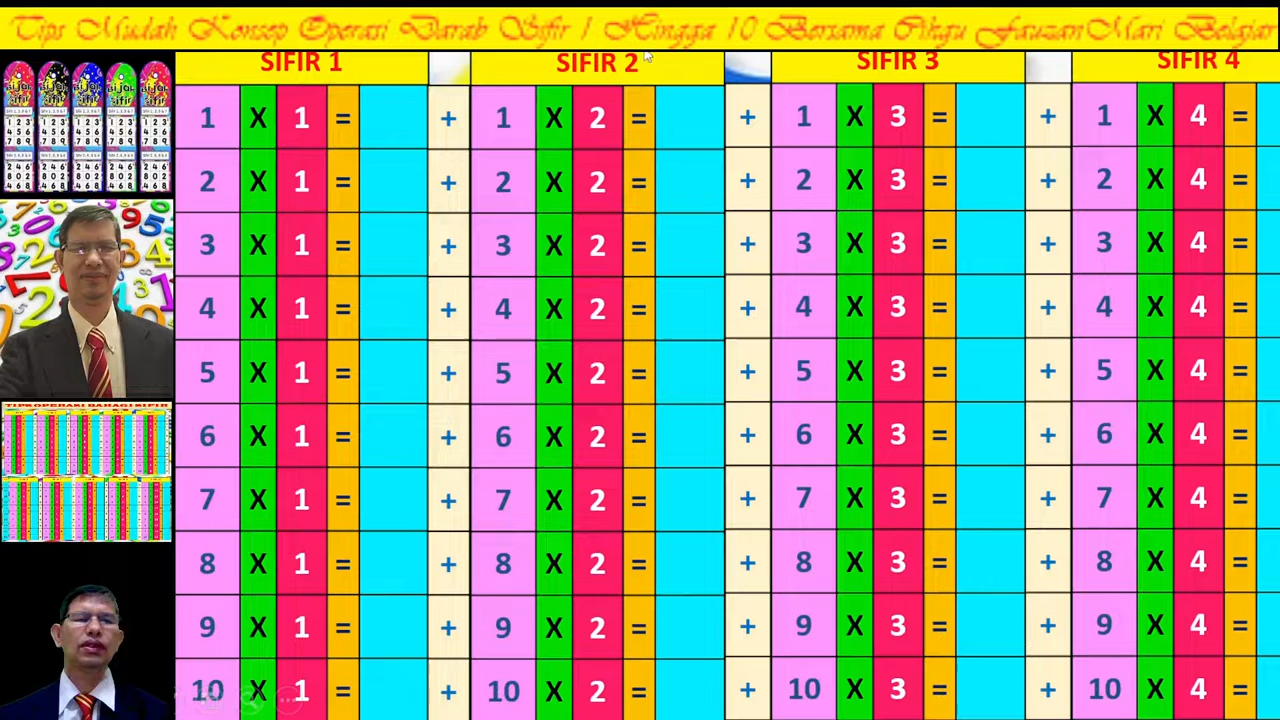 Tips Mudah Konsep Operasi Darab Sifir 1 Hingga 10 Bersama Cikgu Fauzan Mari Belajar
SIFIR 1 SIFIR 2 SIFIR 3 SIFIR 4
1 X 1 = + 1 X 2 = + 1 X 3 = + 1 X 4 =
2 X 1 = + 2 X 2 = + 2 X 3 = + 2 X 4 =
3 X 1 = + 3 X 2 = + 3 X 3 = + 3 X 4 =
4 X 1 = + 4 X 2 = + 4 X 3 = + 4 X 4 =
5 X 1 = + 5 X 2 = + 5 X 3 = + 5 X 4 =
6 X 1 = + 6 X 2 = + 6 X 3 = + 6 X 4 =
7 X 1 = + 7 X 2 = + 7 X 3 = + 7 X 4 =
8 X 1 = + 8 X 2 = + 8 X 3 = + 8 X 4 =
9 X 1 = + 9 X 2 = + 9 X 3 = + 9 X 4 =
10 X 1 = + 10 X 2 = + 10 X 3 = + 10 X 4 =
TIPS OPERASI BAHAGI SIFIR